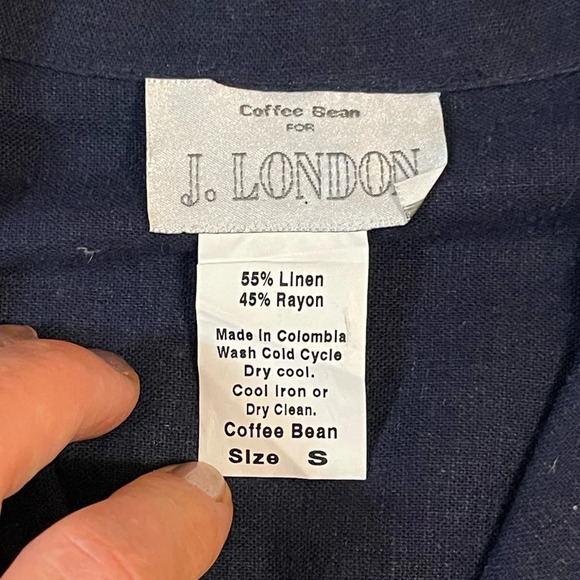 Coffee Bean
FOR
J. LONDON
55% Linen
45% Rayon
Made in Colombia
Wash Cold Cycle
Dry cool.
Cool Iron or
Dry Clean.
Coffee Bean
Size S